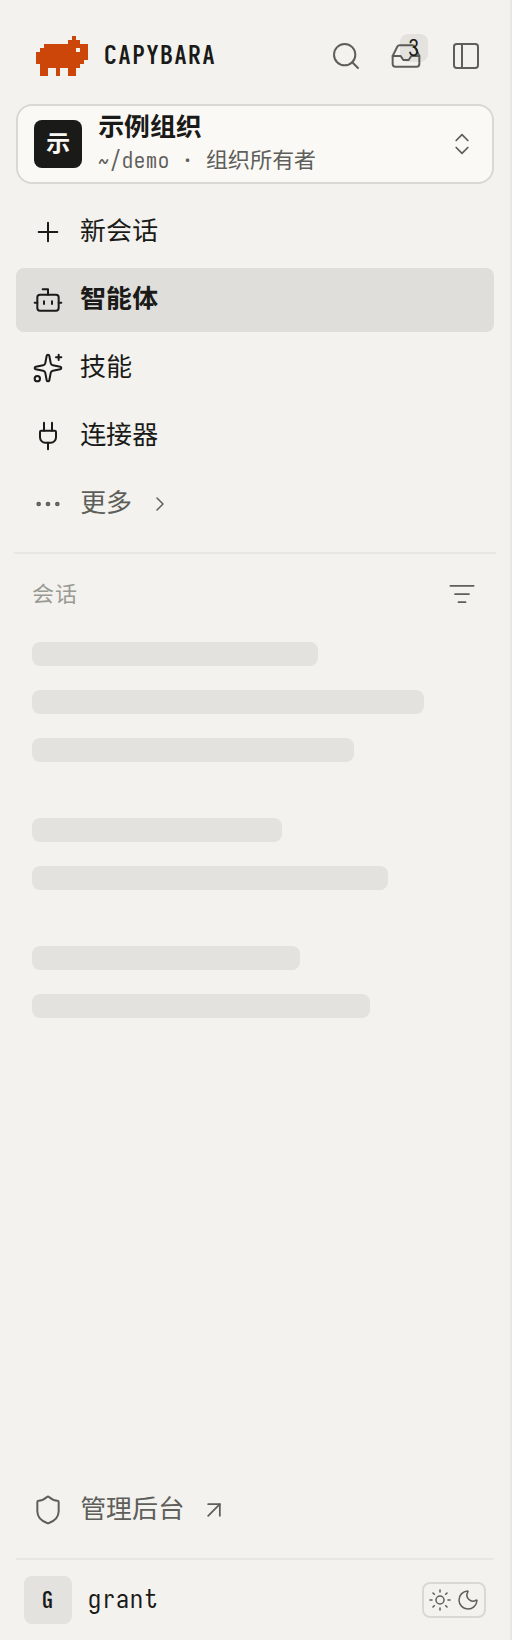 CAPYBARA
3
示
示例组织
~/demo · 组织所有者
新会话
智能体
技能
连接器
更多
会话
管理后台
G
grant